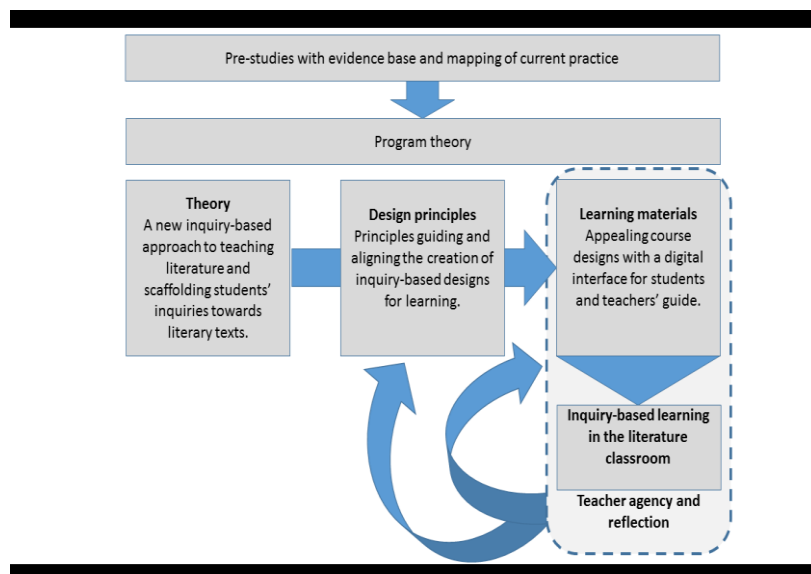 Pre-studies with evidence base and mapping of current practice
Program theory
Theory
A new inquiry-based
approach to teaching
literature and
scaffolding students’
inquiries towards
literary texts.
Design principles
Principles guiding and
aligning the creation of
inquiry-based designs
for learning.
Learning materials
Appealing course
designs with a digital
interface for students
and teachers’ guide.
Inquiry-based learning
in the literature
classroom
Teacher agency and
reflection